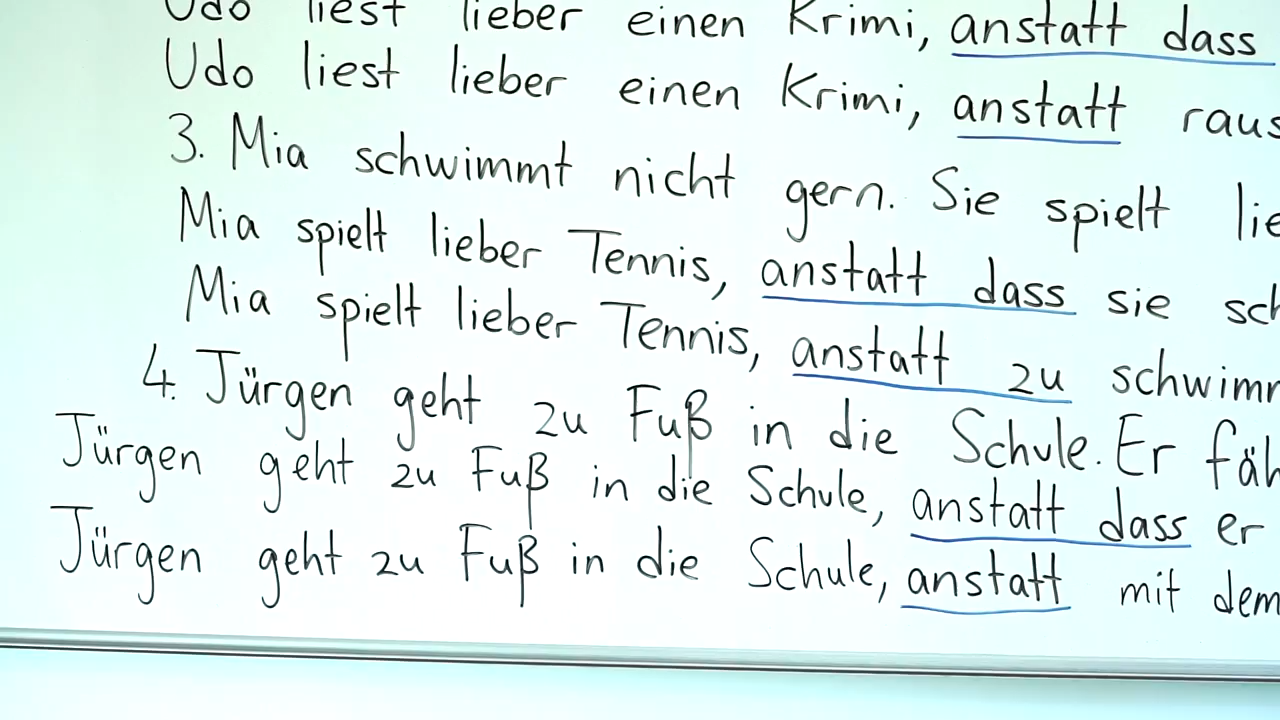 Udo liest lieber einen Krimi, anstatt dass
Udo liest lieber einen Krimi, anstatt raus
3. Mia schwimmt nicht gern. Sie spielt lie
Mia spielt lieber Tennis, anstatt dass sie sch
Mia spielt lieber Tennis, anstatt zu schwimm
4. Jürgen geht zu Fuß in die Schule. Er fäh
Jürgen geht zu Fuß in die Schule, anstatt dass er
Jürgen geht zu Fuß in die Schule, anstatt mit dem